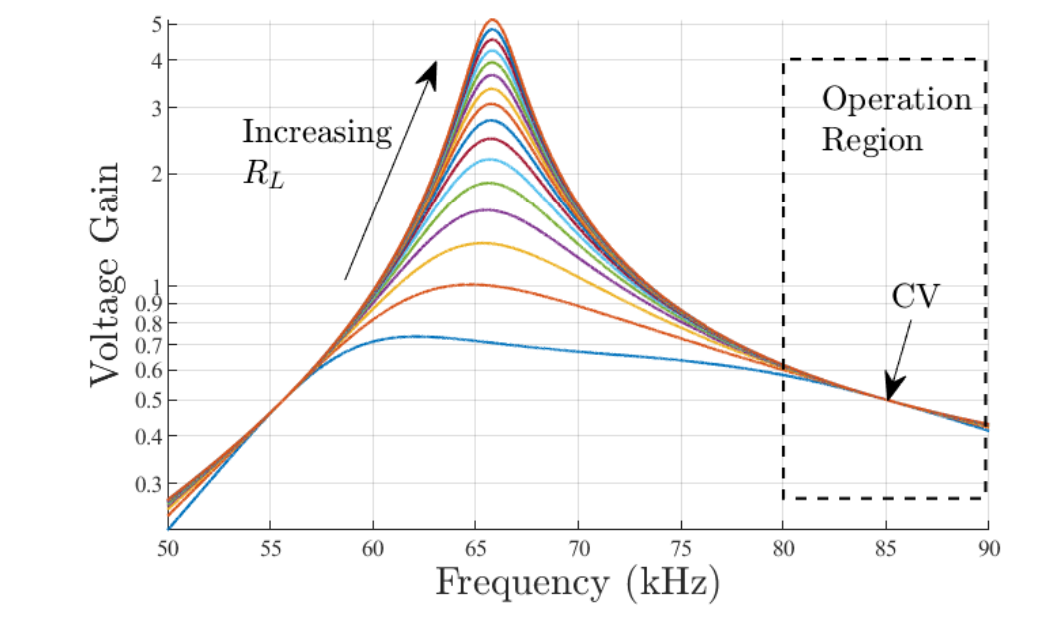 5
4
3
2
1
0.9
0.8
0.7
0.6
0.5
0.4
0.3
Voltage Gain
Increasing
R_L
Operation
Region
CV
50 55 60 65 70 75 80 85 90
Frequency (kHz)